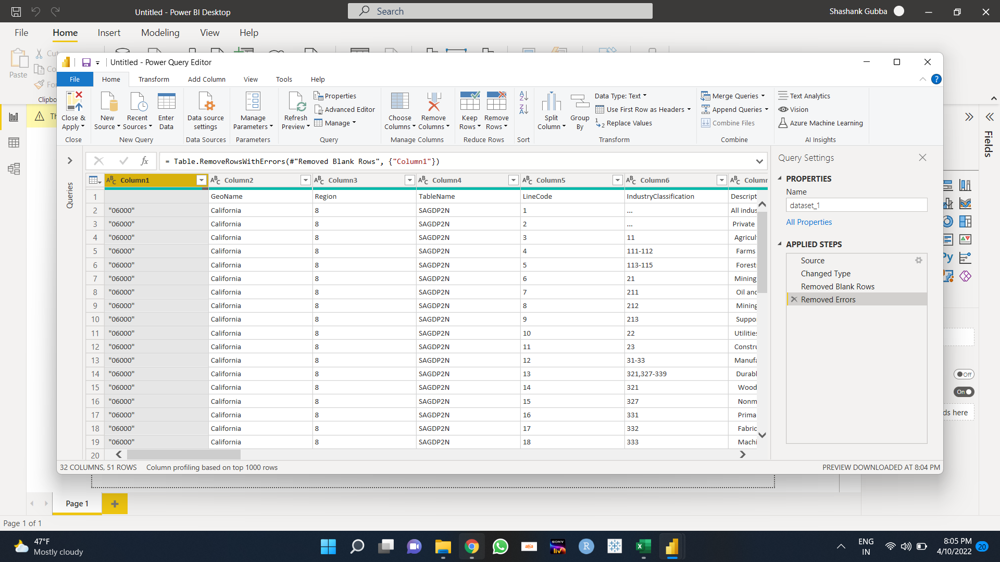 Untitled - Power BI Desktop
Search
Shashank Gubba
File Home Insert Modeling View Help
Paste
Untitled - Power Query Editor
File Home Transform Add Column View Tools Help
Close & Apply
New Source
Recent Sources
Enter Data
Data source settings
Manage Parameters
Refresh Preview
Properties
Advanced Editor
Manage
Choose Columns
Remove Columns
Keep Rows
Remove Rows
Split Column
Group By
Data Type: Text
Use First Row as Headers
Replace Values
Merge Queries
Append Queries
Combine Files
Text Analytics
Vision
Azure Machine Learning
Close
New Query
Data Sources
Parameters
Query
Manage Columns
Reduce Rows
Sort
Transform
Combine
AI Insights
Queries
= Table.RemoveRowsWithErrors(#"Removed Blank Rows", {"Column1"})
Column1 Column2 Column3 Column4 Column5 Column6
1 GeoName Region TableName LineCode IndustryClassification Descript
2 "06000" California 8 SAGDP2N 1 ... All indus
3 "06000" California 8 SAGDP2N 2 ... Private
4 "06000" California 8 SAGDP2N 3 11 Agricul
5 "06000" California 8 SAGDP2N 4 111-112 Farms
6 "06000" California 8 SAGDP2N 5 113-115 Forest
7 "06000" California 8 SAGDP2N 6 21 Mining
8 "06000" California 8 SAGDP2N 7 211 Oil and
9 "06000" California 8 SAGDP2N 8 212 Mining
10 "06000" California 8 SAGDP2N 9 213 Suppo
11 "06000" California 8 SAGDP2N 10 22 Utilities
12 "06000" California 8 SAGDP2N 11 23 Constru
13 "06000" California 8 SAGDP2N 12 31-33 Manufa
14 "06000" California 8 SAGDP2N 13 321,327-339 Durabl
15 "06000" California 8 SAGDP2N 14 321 Wood
16 "06000" California 8 SAGDP2N 15 327 Nonm
17 "06000" California 8 SAGDP2N 16 331 Prima
18 "06000" California 8 SAGDP2N 17 332 Fabric
19 "06000" California 8 SAGDP2N 18 333 Machi
20
32 COLUMNS, 51 ROWS
Column profiling based on top 1000 rows
PREVIEW DOWNLOADED AT 8:04 PM
Query Settings
PROPERTIES
Name
dataset_1
All Properties
APPLIED STEPS
Source
Changed Type
Removed Blank Rows
Removed Errors
Fields
Py
Off
On
ds here
Page 1
Page 1 of 1
47°F
Mostly cloudy
SONY
liv
aha
R
ENG
IN
8:05 PM
4/10/2022
20